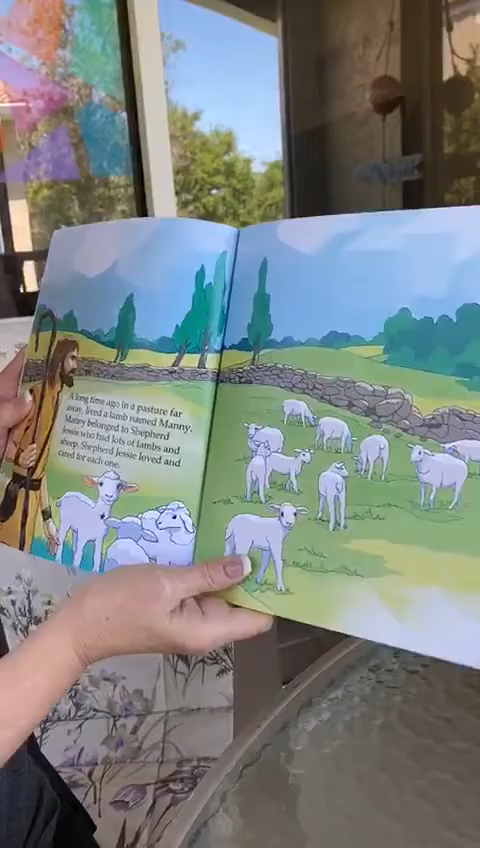 A long time ago in a pasture far
away, lived a lamb named Manny.
Manny belonged to Shepherd
Jessie who had lots of lambs and
sheep. Shepherd Jessie loved and
cared for each one.